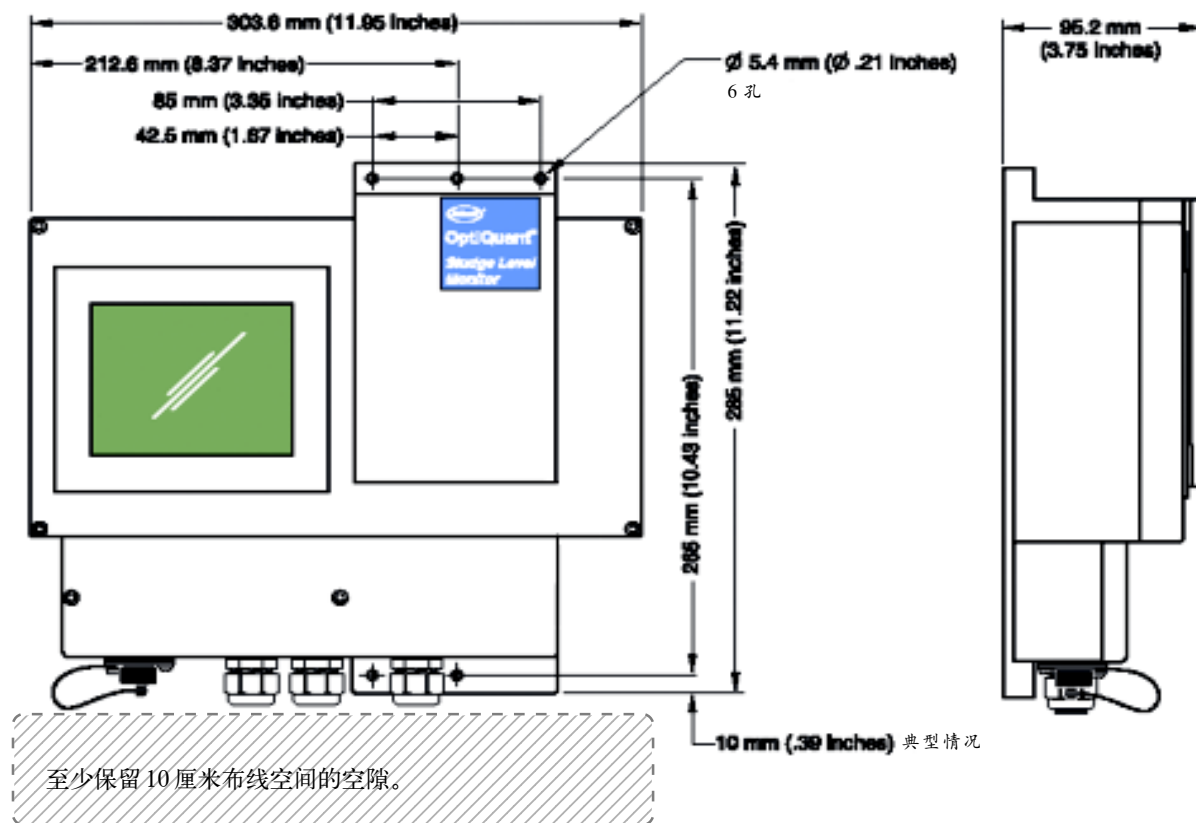 303.6 mm (11.95 inches)
95.2 mm
(3.75 inches)
212.6 mm (8.37 inches)
Ø 5.4 mm (Ø .21 inches)
6 孔
85 mm (3.35 inches)
42.5 mm (1.67 inches)
OptiQuant™
Sludge Level
Monitor
285 mm (11.22 inches)
265 mm (10.43 inches)
10 mm (.39 inches) 典型情况
至少保留 10 厘米布线空间的空隙。